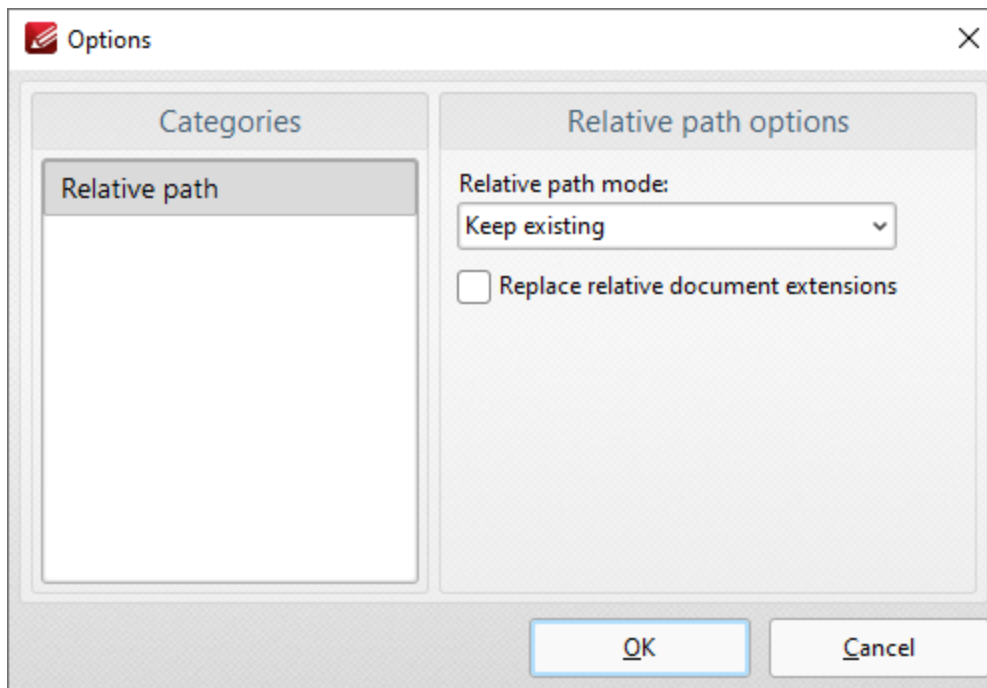 Options
Categories
Relative path options
Relative path
Relative path mode:
Keep existing
Replace relative document extensions
OK
Cancel